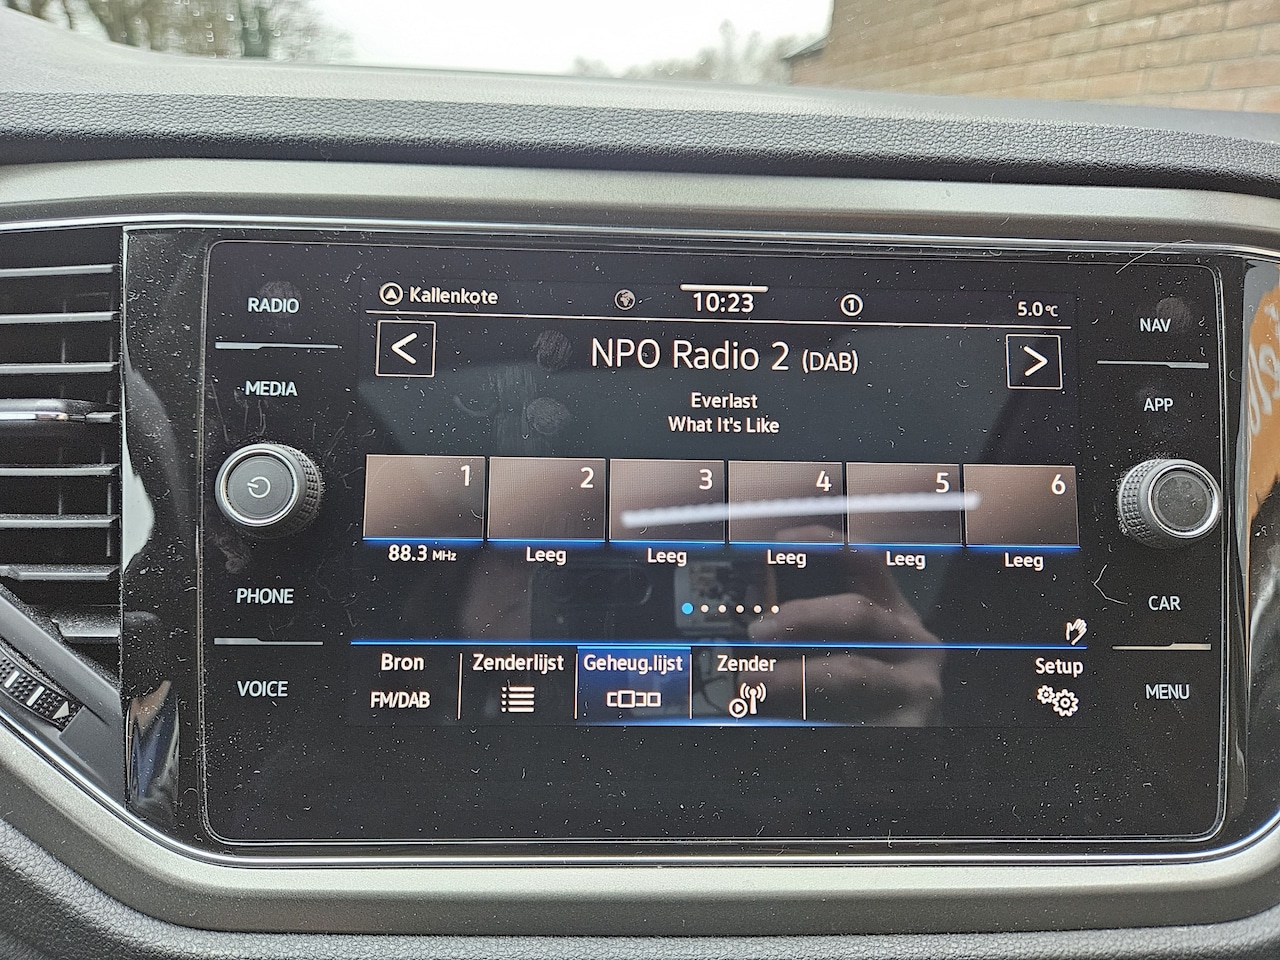 RADIO
MEDIA
PHONE
VOICE
Kallenkote
10:23
1
5.0°C
<
NPO Radio 2 (DAB)
>
Everlast
What It's Like
1 2 3 4 5 6
88.3 MHz Leeg Leeg Leeg Leeg Leeg
Bron Zenderlijst Geheug.lijst Zender Setup
FM/DAB
NAV
APP
CAR
MENU